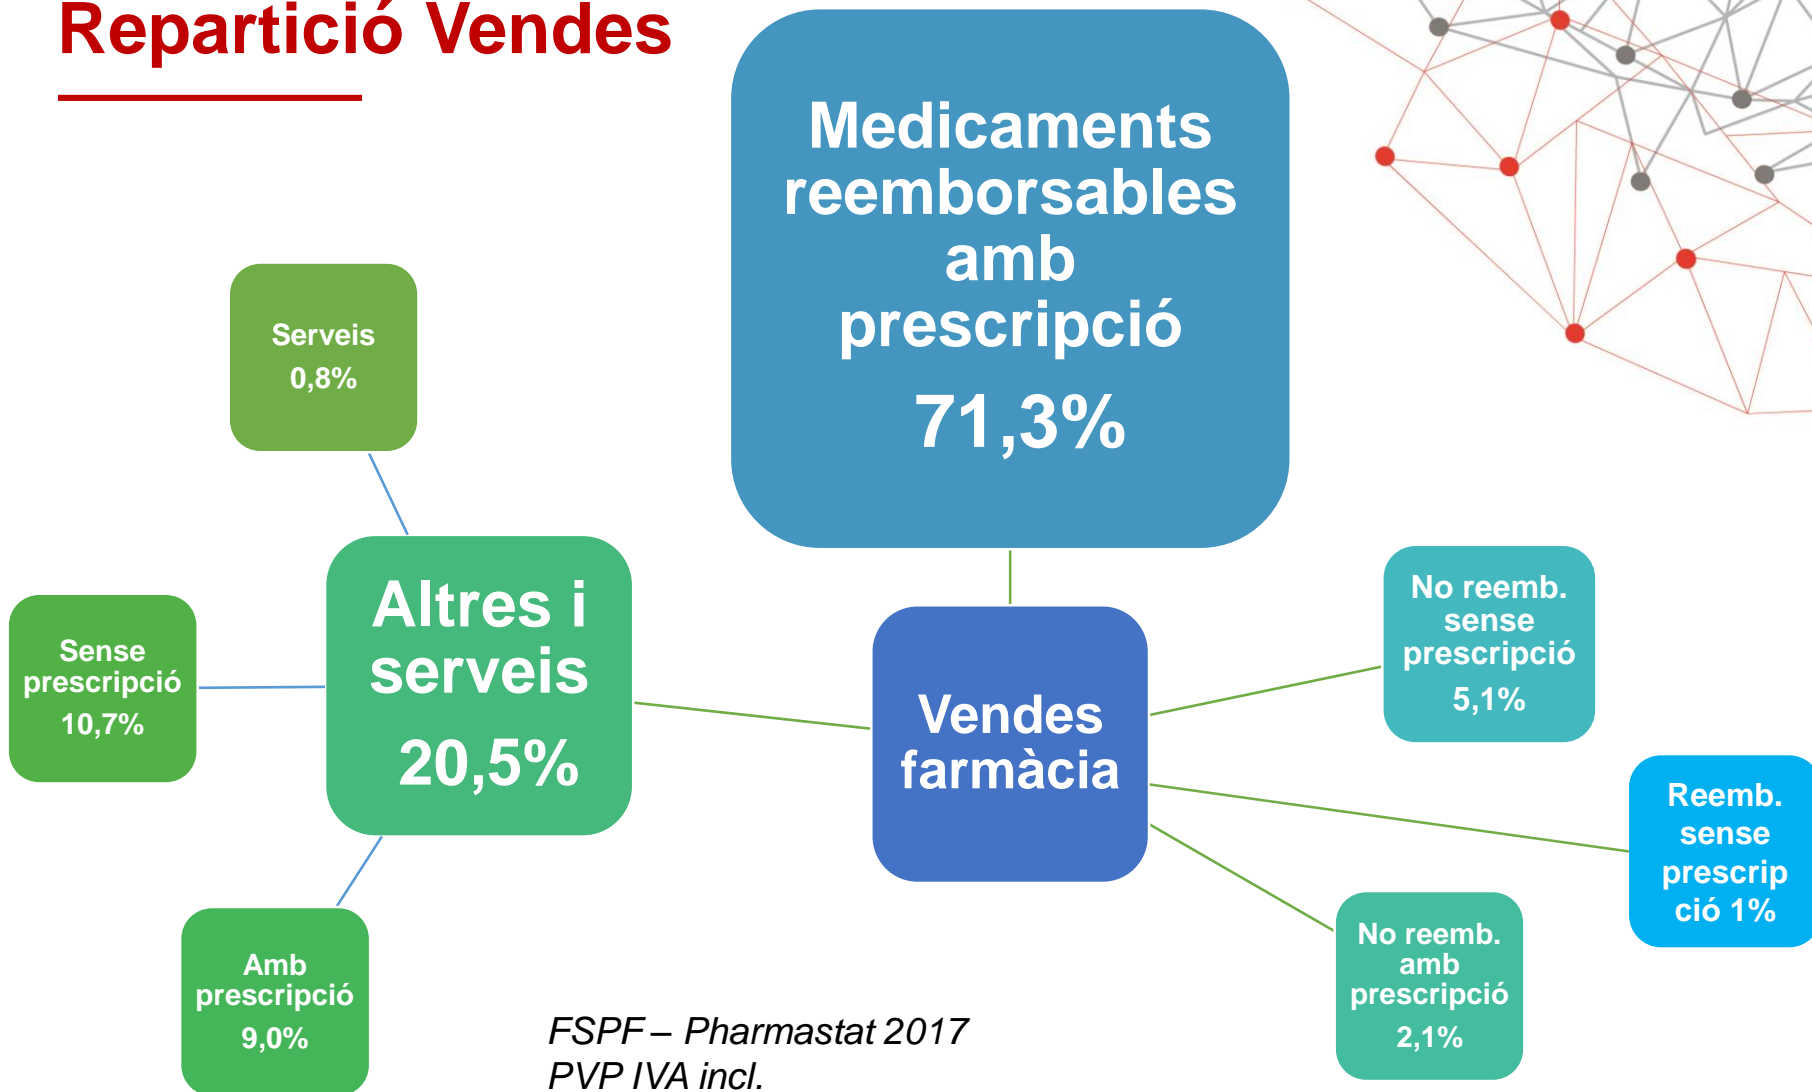 Repartició Vendes
Medicaments
reemborsables
amb
prescripció
71,3%
Serveis
0,8%
Altres i
serveis
20,5%
Sense
prescripció
10,7%
Amb
prescripció
9,0%
Vendes
farmàcia
No reemb.
sense
prescripció
5,1%
Reemb.
sense
prescrip
ció 1%
No reemb.
amb
prescripció
2,1%
FSPF – Pharmastat 2017
PVP IVA incl.